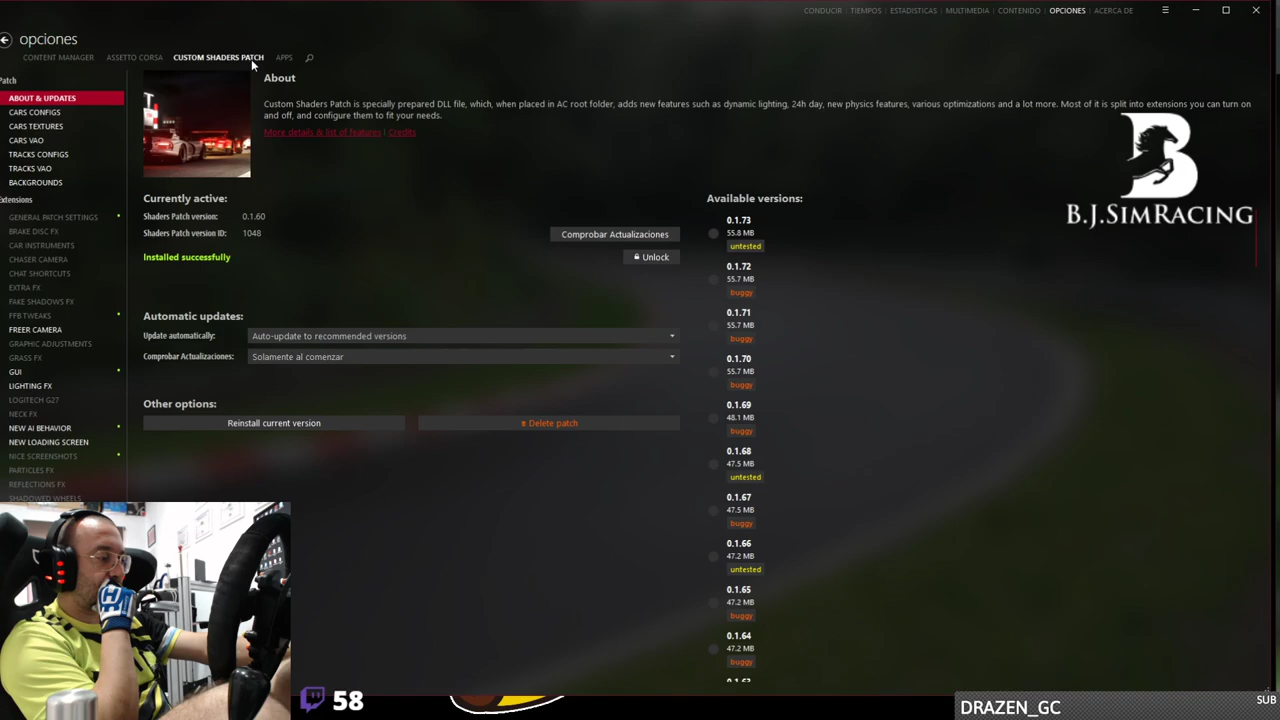 CONDUCIR | TIEMPOS | ESTADISTICAS | MULTIMEDIA | CONTENIDO | OPCIONES | ACERCA DE
opciones
CONTENT MANAGER ASSETTO CORSA CUSTOM SHADERS PATCH APPS
Patch
ABOUT & UPDATES
CARS CONFIGS
CARS TEXTURES
CARS VAO
TRACKS CONFIGS
TRACKS VAO
BACKGROUNDS
Extensions
GENERAL PATCH SETTINGS
BRAKE DISC FX
CAR INSTRUMENTS
CHASER CAMERA
CHAT SHORTCUTS
EXTRA FX
FAKE SHADOWS FX
FFB TWEAKS
FREER CAMERA
GRAPHIC ADJUSTMENTS
GRASS FX
GUI
LIGHTING FX
LOGITECH G27
NECK FX
NEW AI BEHAVIOR
NEW LOADING SCREEN
NICE SCREENSHOTS
PARTICLES FX
REFLECTIONS FX
SHADOWED WHEELS
About
Custom Shaders Patch is specially prepared DLL file, which, when placed in AC root folder, adds new features such as dynamic lighting, 24h day, new physics features, various optimizations and a lot more. Most of it is split into extensions you can turn on
and off, and configure them to fit your needs.
More details & list of features | Credits
Currently active:
Shaders Patch version: 0.1.60
Shaders Patch version ID: 1048
Installed successfully
Comprobar Actualizaciones
Unlock
Automatic updates:
Update automatically: Auto-update to recommended versions
Comprobar Actualizaciones: Solamente al comenzar
Other options:
Reinstall current version
Delete patch
Available versions:
0.1.73
55.8 MB
untested
0.1.72
55.7 MB
buggy
0.1.71
55.7 MB
buggy
0.1.70
55.7 MB
buggy
0.1.69
48.1 MB
buggy
0.1.68
47.5 MB
untested
0.1.67
47.5 MB
buggy
0.1.66
47.2 MB
untested
0.1.65
47.2 MB
buggy
0.1.64
47.2 MB
buggy
B
B.J.SIMRACING
58
DRAZEN_GC
SUB